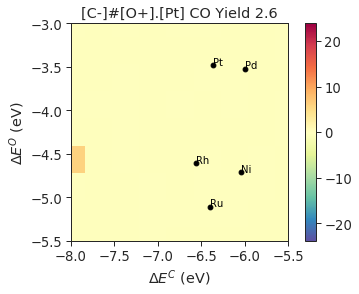 [C-]#[O+].[Pt] CO Yield 2.6
−3.0
−3.5
−4.0
−4.5
−5.0
−5.5
ΔE^O (eV)
Pt
Pd
Rh
Ni
Ru
−8.0 −7.5 −7.0 −6.5 −6.0 −5.5
ΔE^C (eV)
20
10
0
−10
−20